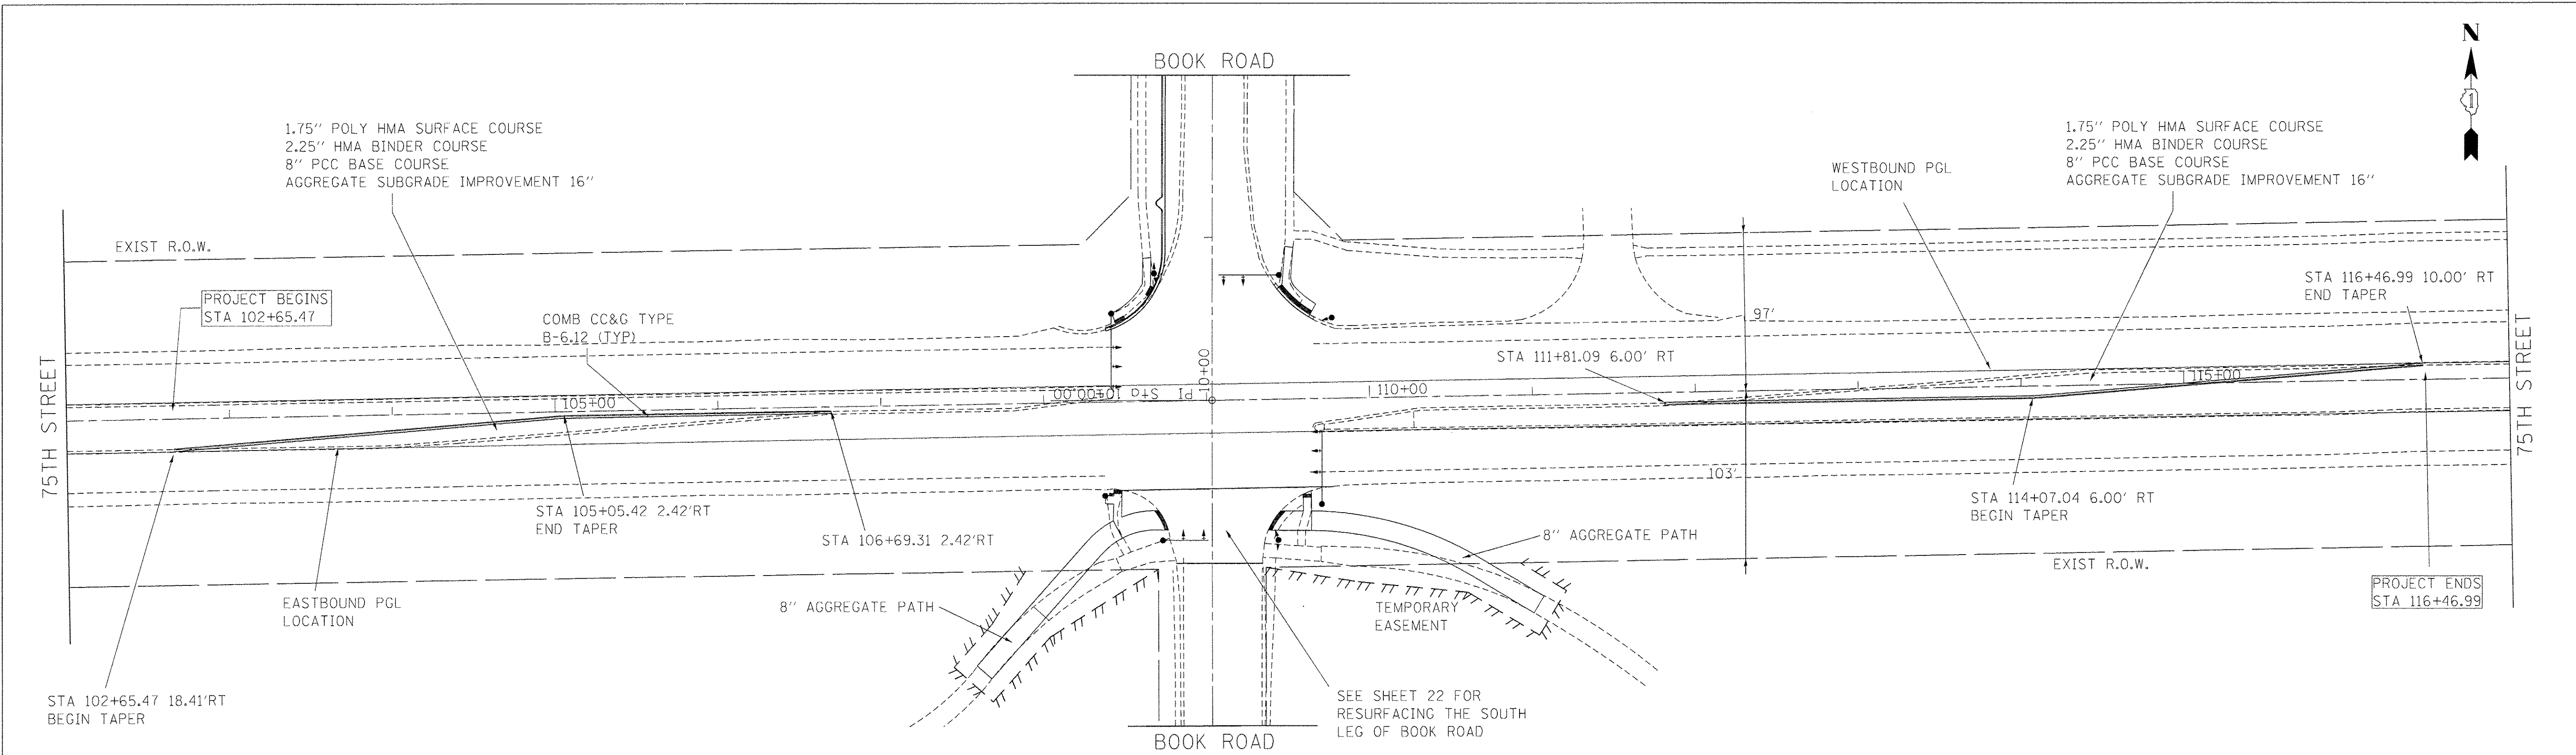 BOOK ROAD
N
1
1.75" POLY HMA SURFACE COURSE
2.25" HMA BINDER COURSE
8" PCC BASE COURSE
AGGREGATE SUBGRADE IMPROVEMENT 16"
1.75" POLY HMA SURFACE COURSE
2.25" HMA BINDER COURSE
8" PCC BASE COURSE
AGGREGATE SUBGRADE IMPROVEMENT 16"
WESTBOUND PGL
LOCATION
EXIST R.O.W.
PROJECT BEGINS
STA 102+65.47
COMB CC&G TYPE
B-6.12 (TYP)
STA 116+46.99 10.00' RT
END TAPER
97'
STA 111+81.09 6.00' RT
75TH STREET
75TH STREET
105+00
PI Sta 10+00.00
10+00
110+00
115+00
103'
STA 105+05.42 2.42'RT
END TAPER
STA 106+69.31 2.42'RT
STA 114+07.04 6.00' RT
BEGIN TAPER
8" AGGREGATE PATH
EXIST R.O.W.
EASTBOUND PGL
LOCATION
8" AGGREGATE PATH
TEMPORARY
EASEMENT
PROJECT ENDS
STA 116+46.99
STA 102+65.47 18.41'RT
BEGIN TAPER
SEE SHEET 22 FOR
RESURFACING THE SOUTH
LEG OF BOOK ROAD
BOOK ROAD